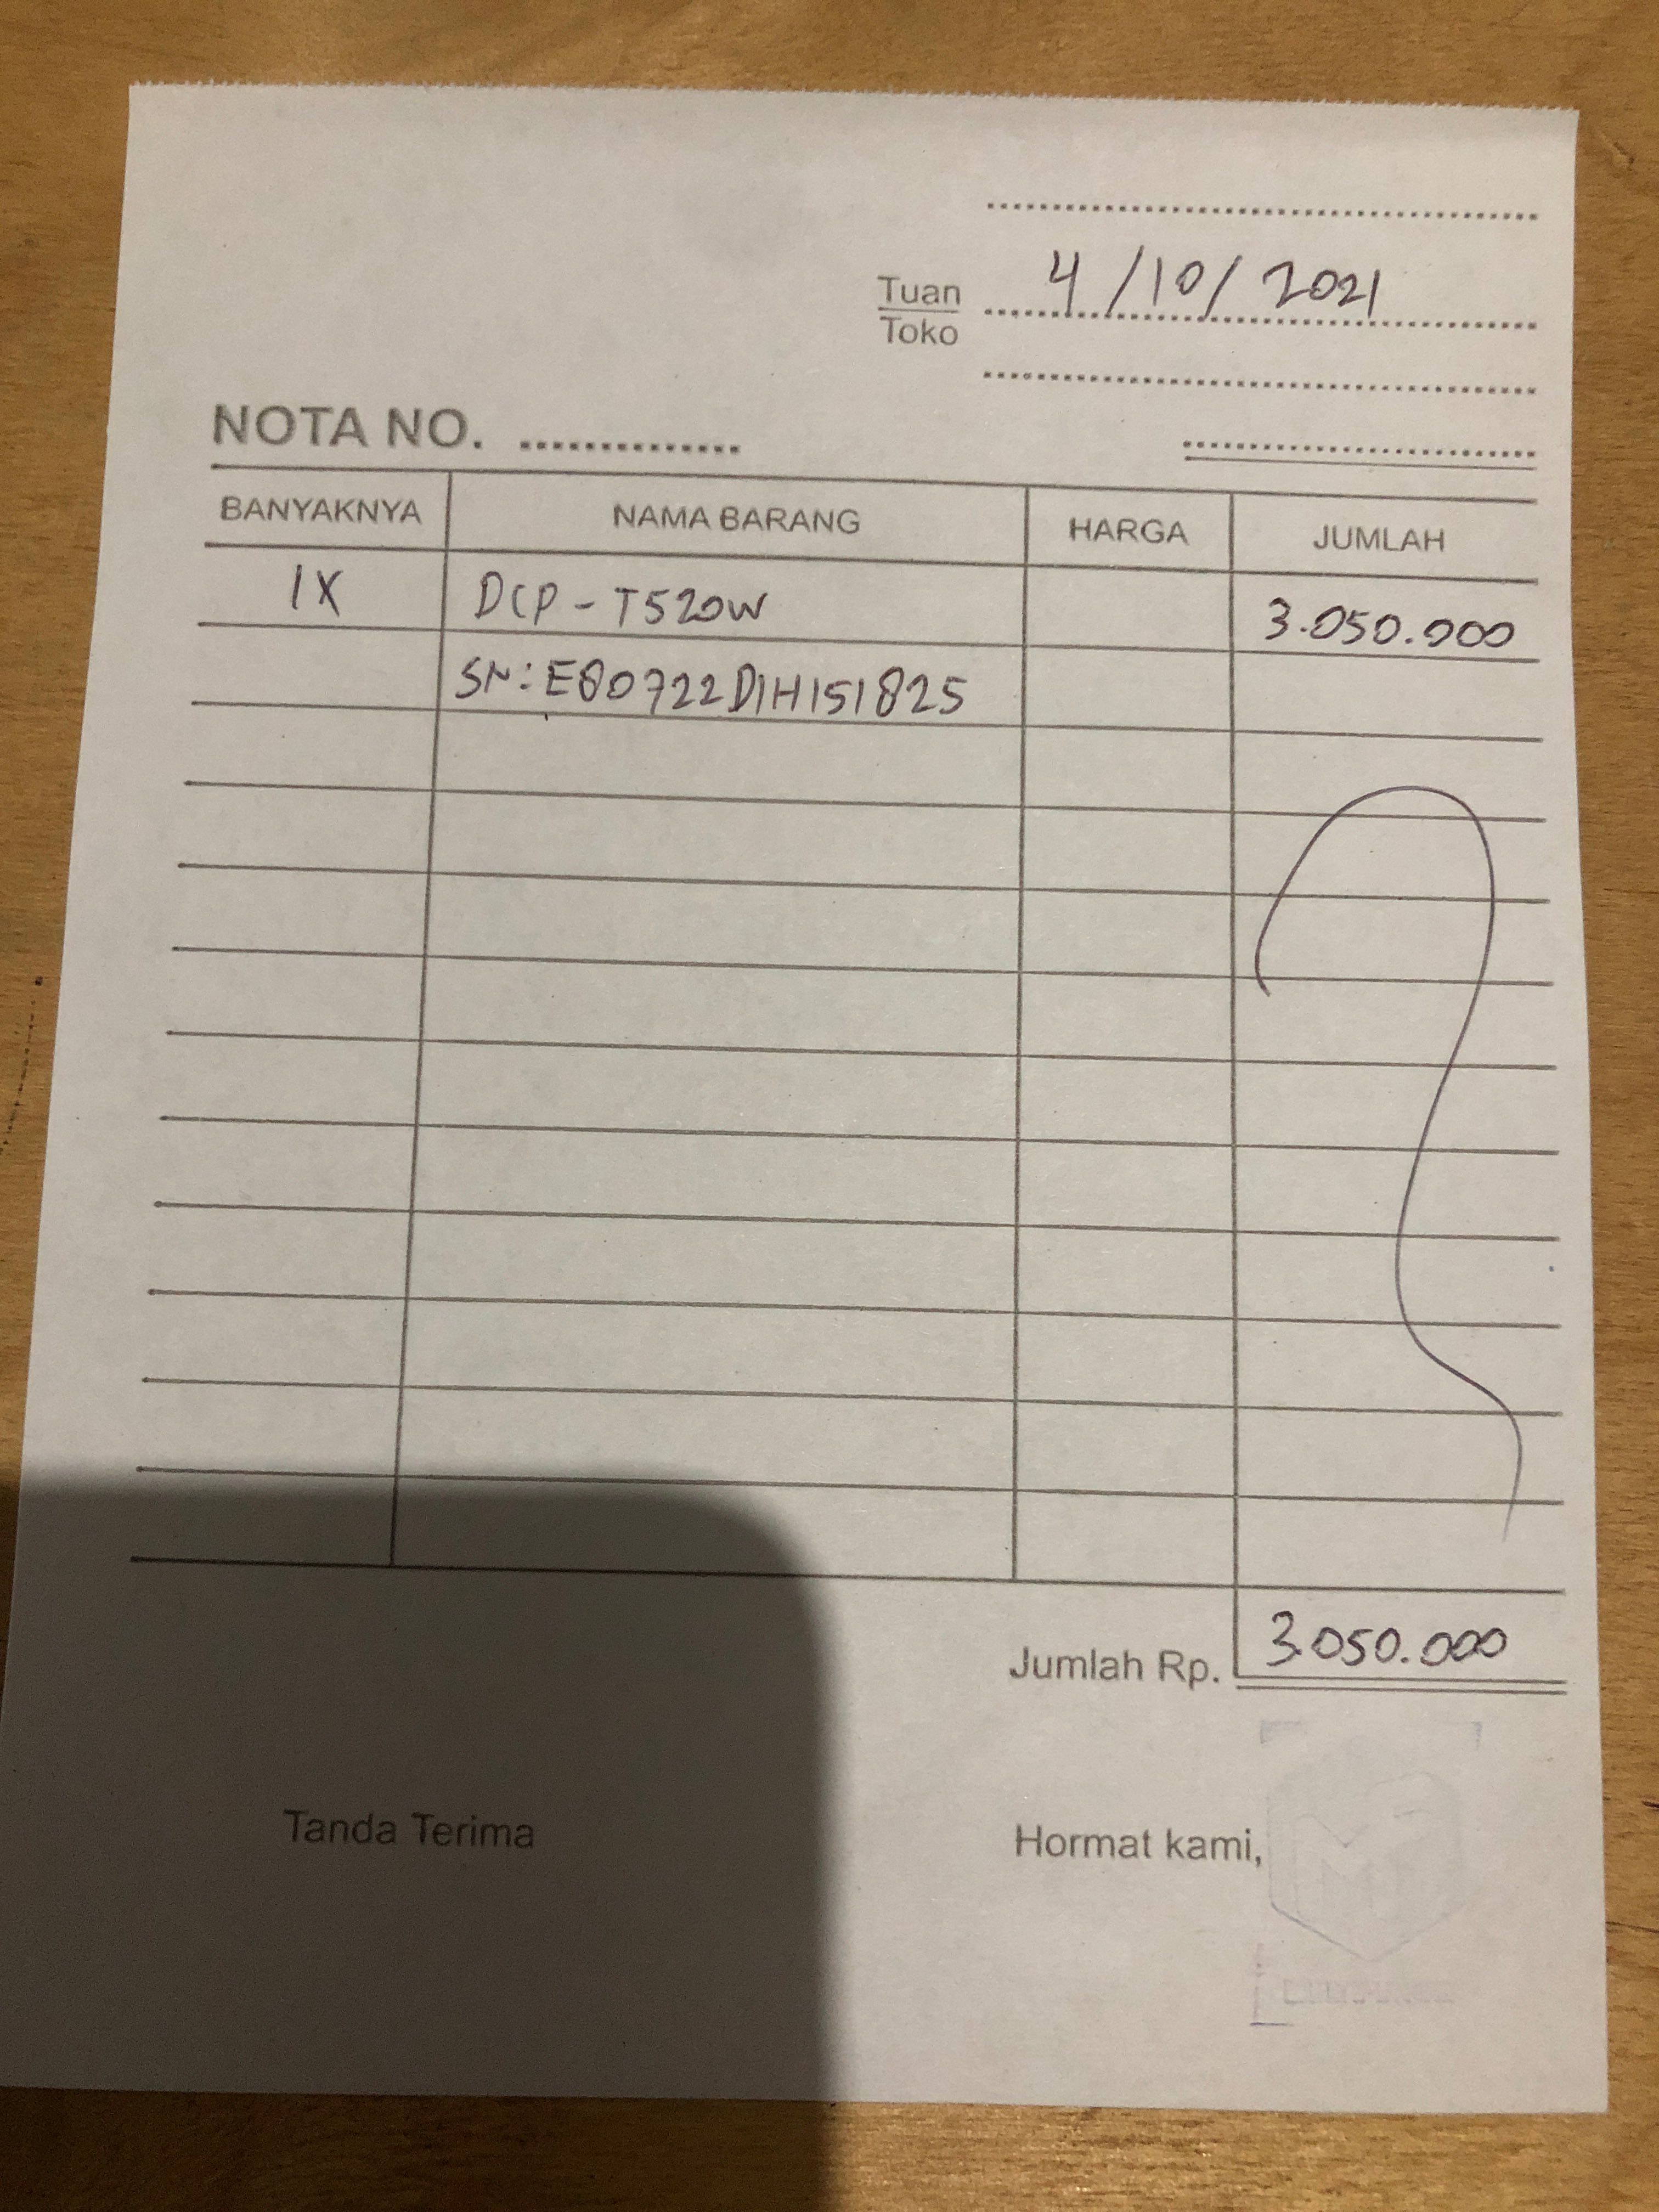 4/10/2021
Tuan
Toko
NOTA NO. ..............
BANYAKNYA NAMA BARANG HARGA JUMLAH
1X DCP-T520W 3.050.000
SN:E80722D1H151825
Jumlah Rp. 3.050.000
Tanda Terima Hormat kami,